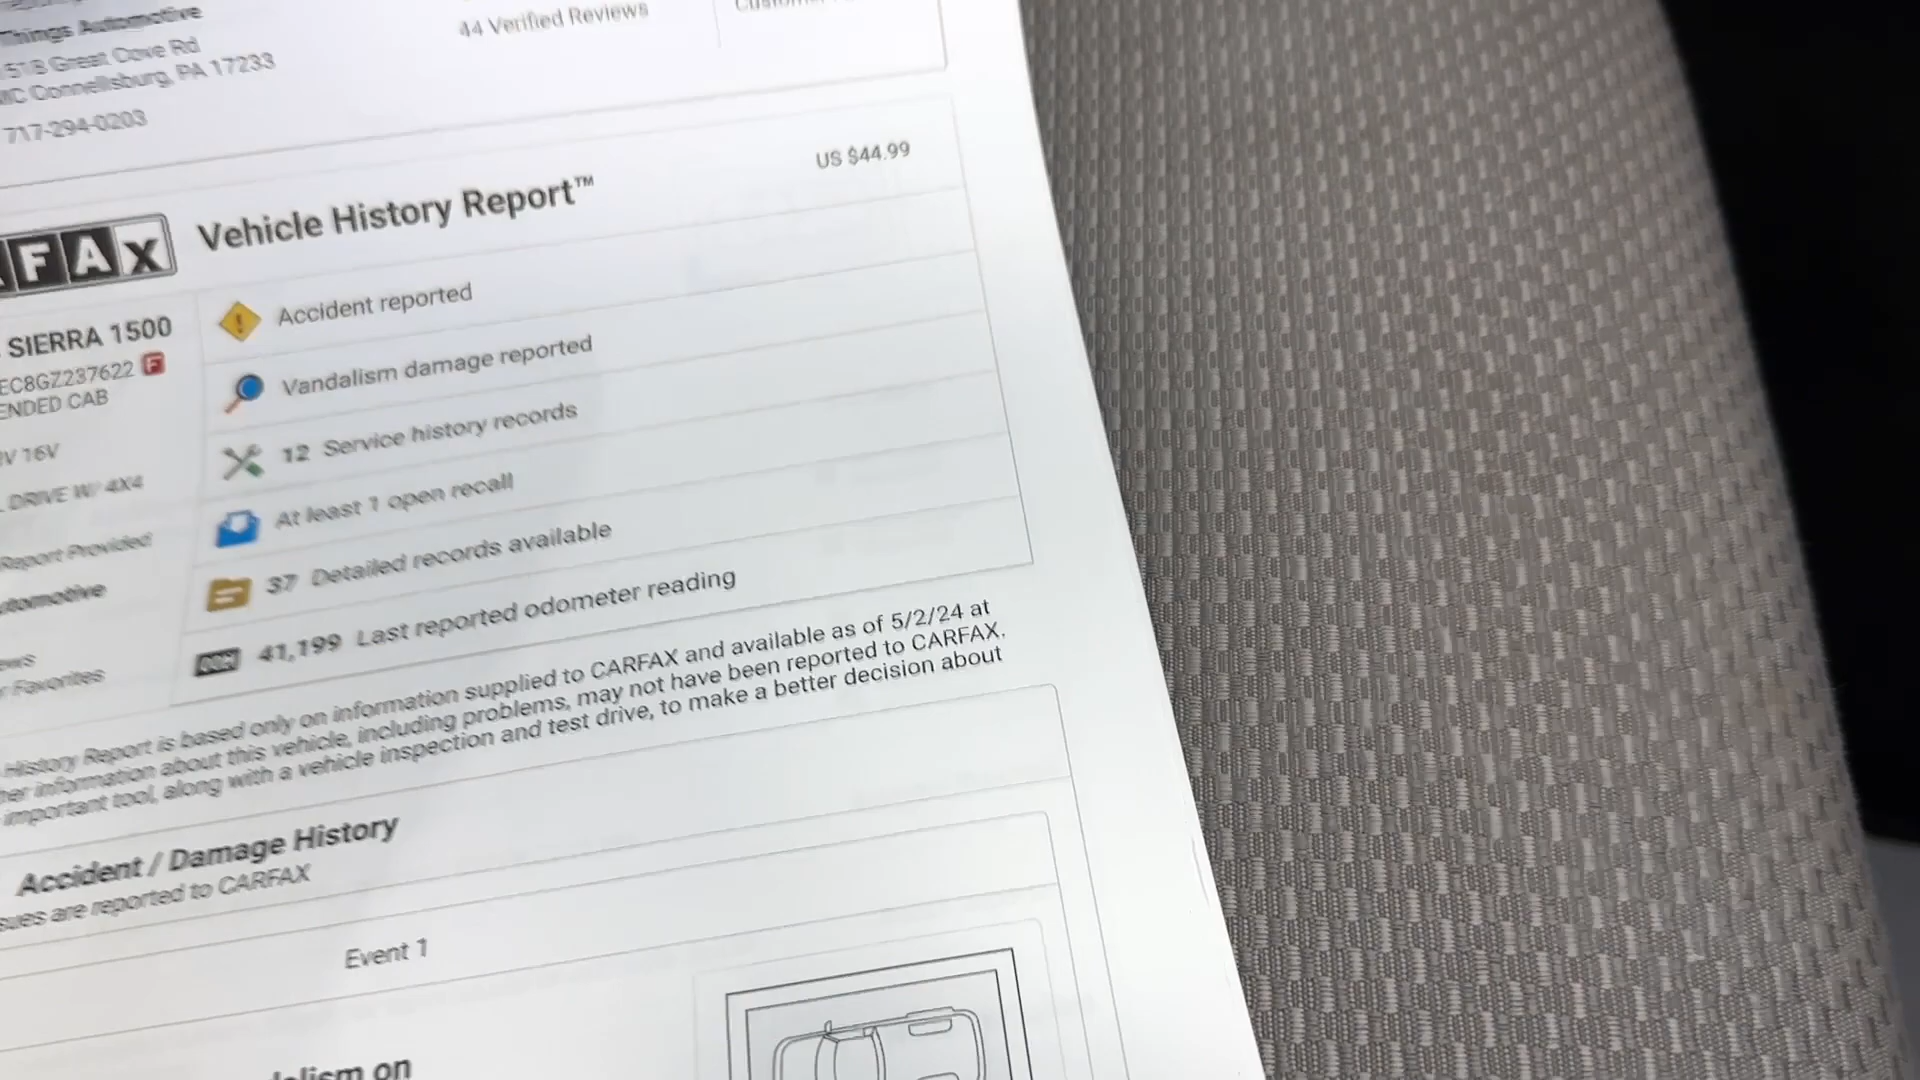 Things Automotive
44 Verified Reviews
Great Cove Rd
MC Connellsburg, PA 17233
717-294-0203
US $44.99
FAX Vehicle History Report™
SIERRA 1500
EC8GZ237622 F
ENDED CAB
V 16V
DRIVE W/ 4X4
Report Provided
utomotive
ews
r Favorites
Accident reported
Vandalism damage reported
12 Service history records
At least 1 open recall
37 Detailed records available
41,199 Last reported odometer reading
History Report is based only on information supplied to CARFAX and available as of 5/2/24 at
her information about this vehicle, including problems, may not have been reported to CARFAX.
important tool, along with a vehicle inspection and test drive, to make a better decision about
Accident / Damage History
sues are reported to CARFAX
Event 1
dalism on